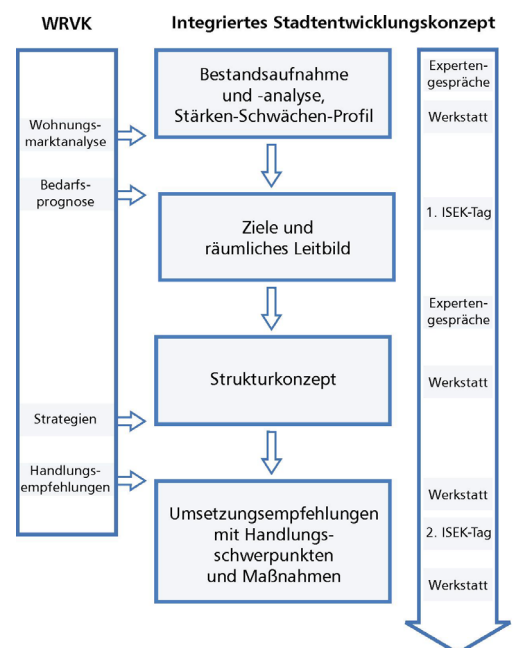 WRVK
Integriertes Stadtentwicklungskonzept
Wohnungs-
marktanalyse
Bedarfs-
prognose
Strategien
Handlungs-
empfehlungen
Bestandsaufnahme
und -analyse,
Stärken-Schwächen-Profil
Ziele und
räumliches Leitbild
Strukturkonzept
Umsetzungsempfehlungen
mit Handlungs-
schwerpunkten
und Maßnahmen
Experten-
gespräche
Werkstatt
1. ISEK-Tag
Experten-
gespräche
Werkstatt
Werkstatt
2. ISEK-Tag
Werkstatt